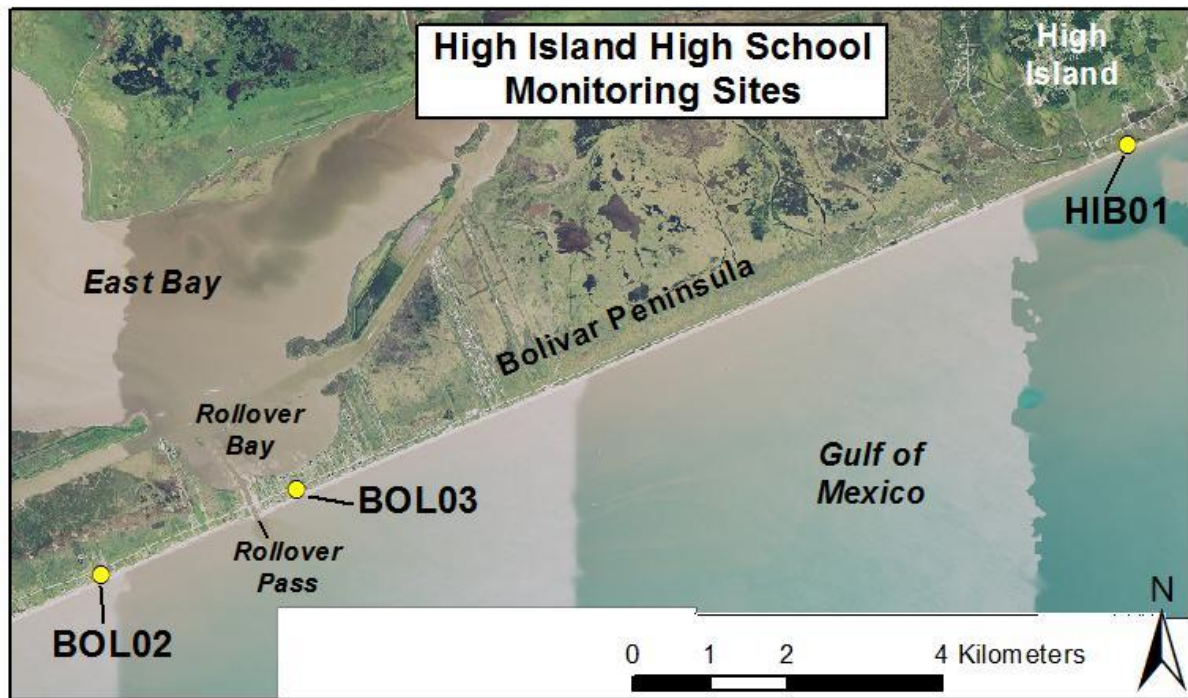 High Island High School
Monitoring Sites
High
Island
HIB01
East Bay
Bolivar Peninsula
Rollover
Bay
Gulf of
Mexico
BOL03
Rollover
Pass
BOL02
N
0 1 2 4 Kilometers